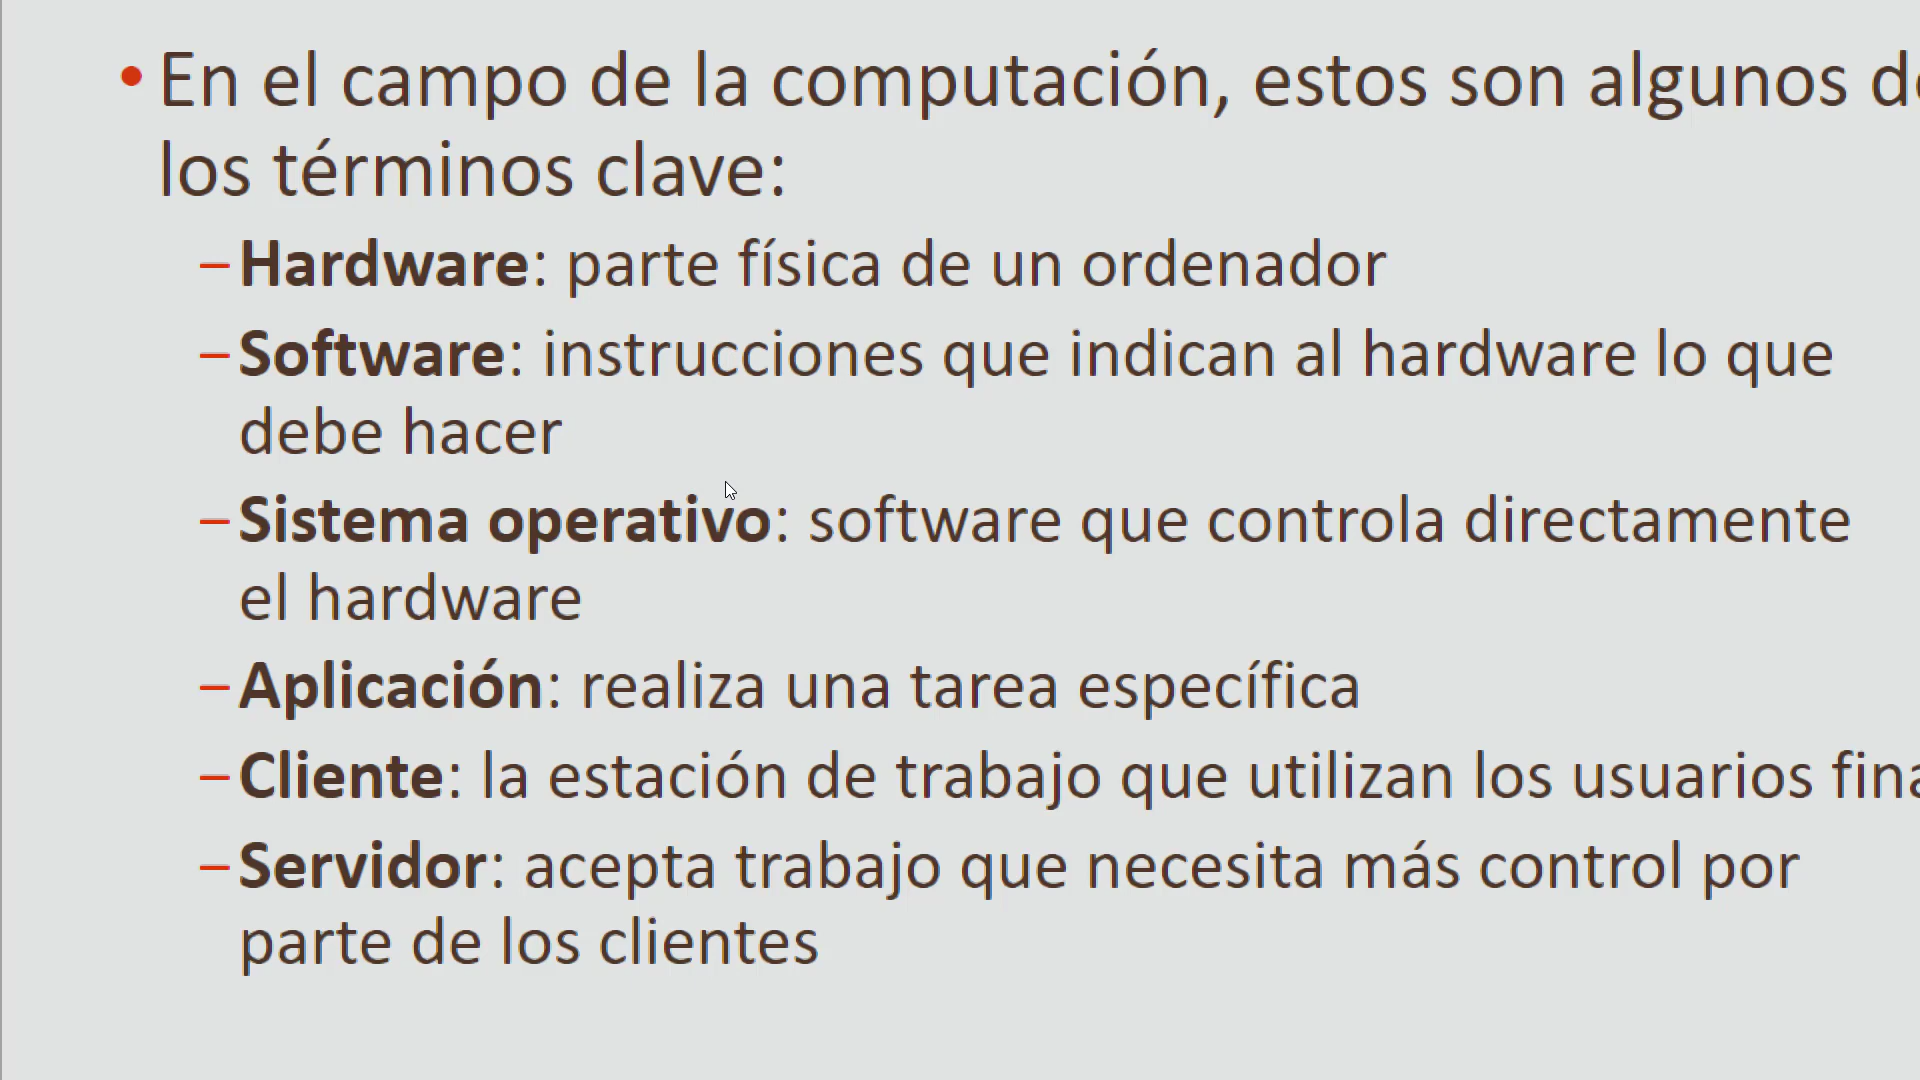 • En el campo de la computación, estos son algunos
los términos clave:
– Hardware: parte física de un ordenador
– Software: instrucciones que indican al hardware lo que
debe hacer
– Sistema operativo: software que controla directamente
el hardware
– Aplicación: realiza una tarea específica
– Cliente: la estación de trabajo que utilizan los usuarios
– Servidor: acepta trabajo que necesita más control por
parte de los clientes